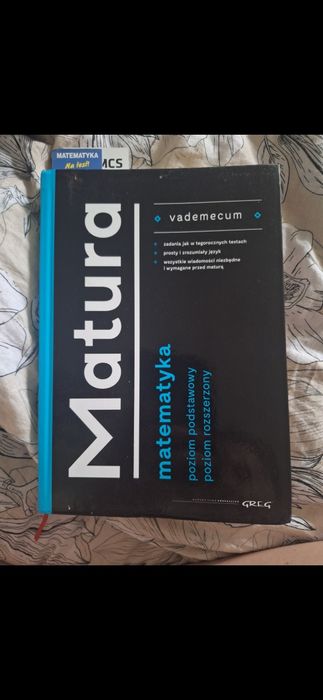 MATEMATYKA
Na tesť!
MCS
Matura
vademecum
zadania jak w tegorocznych testach
prosty i zrozumiały język
wszystkie wiadomości niezbędne
i wymagane przed maturą
matematyka
poziom podstawowy
poziom rozszerzony
GREG